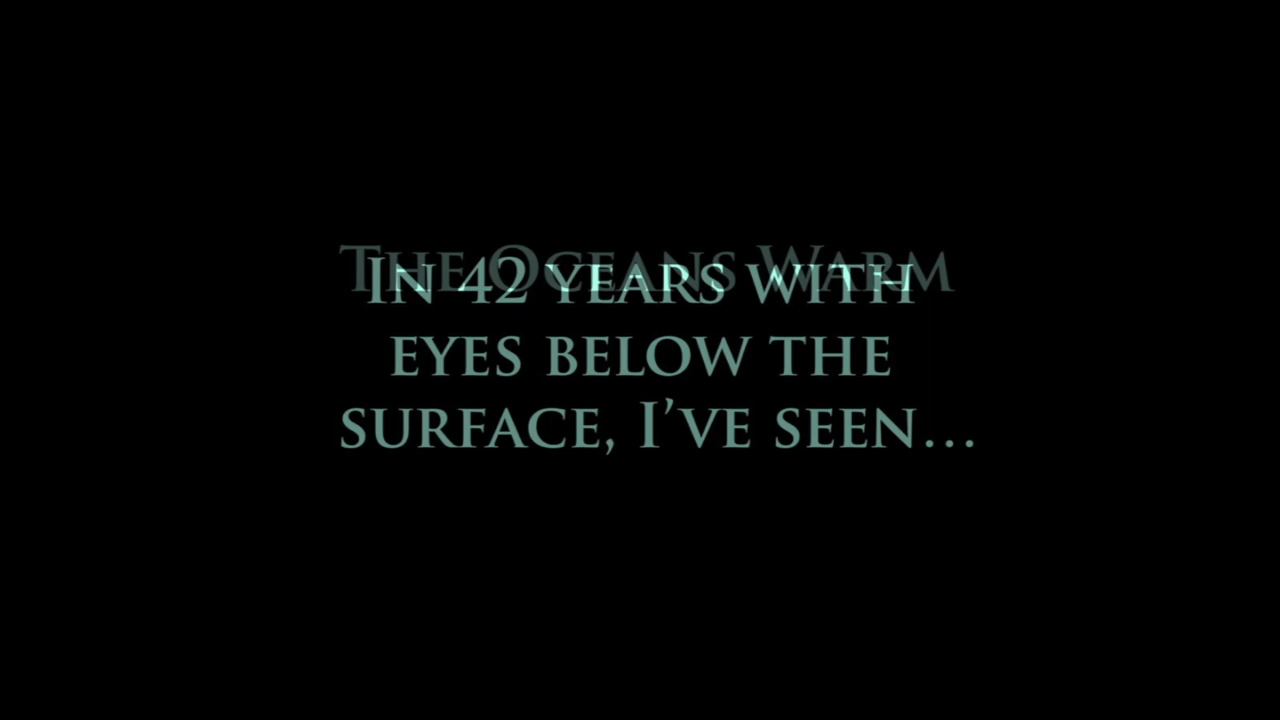 The Oceans Warm
In 42 years with
eyes below the
surface, I've seen…